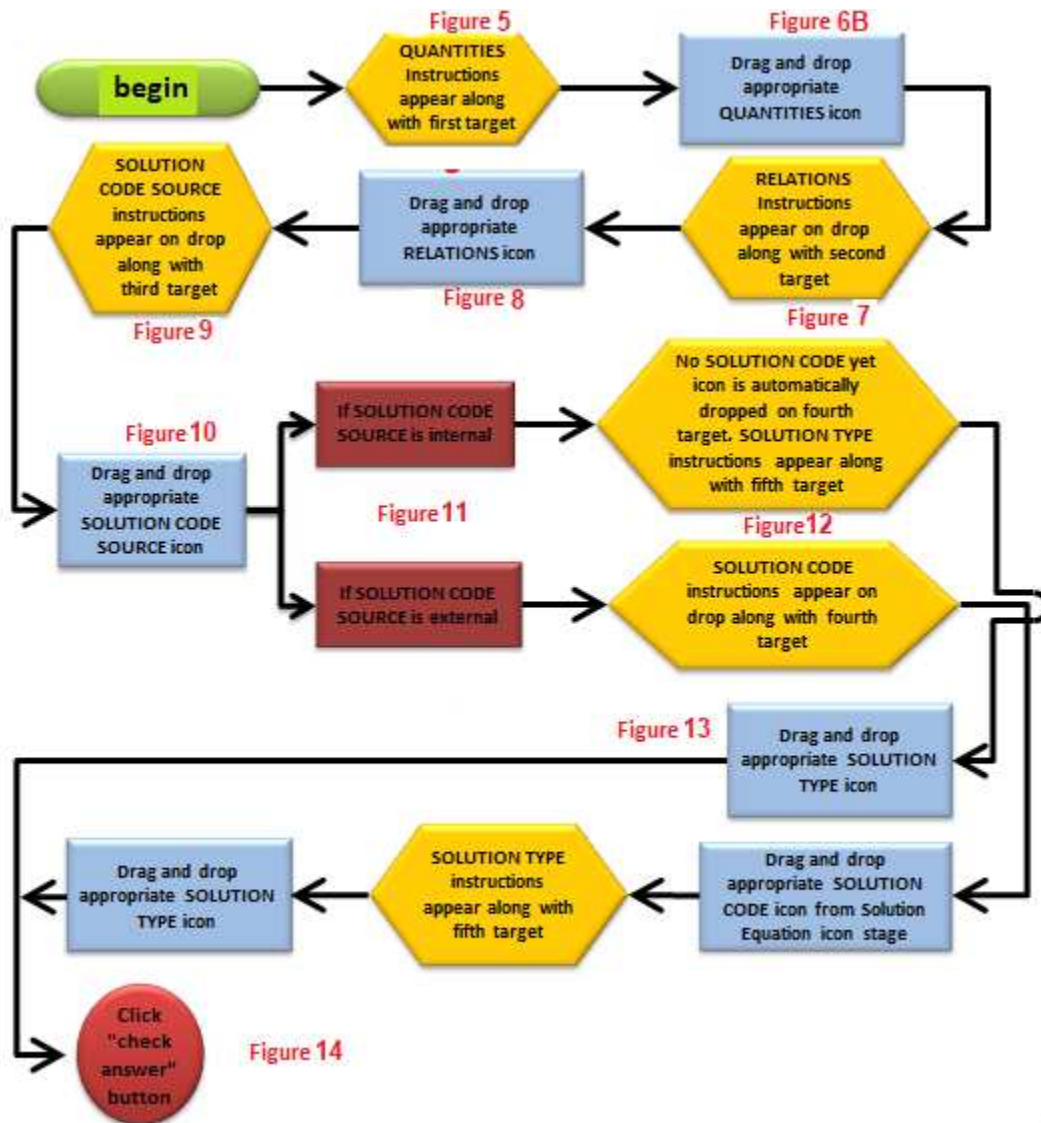 Figure 5
Figure 6B
begin
QUANTITIES
Instructions
appear along
with first target
Drag and drop
appropriate
QUANTITIES icon
SOLUTION
CODE SOURCE
instructions
appear on drop
along with
third target
Drag and drop
appropriate
RELATIONS icon
RELATIONS
Instructions
appear on drop
along with second
target
Figure 9
Figure 8
Figure 7
Figure 10
Drag and drop
appropriate
SOLUTION CODE
SOURCE icon
If SOLUTION CODE
SOURCE is internal
No SOLUTION CODE yet
icon is automatically
dropped on fourth
target. SOLUTION TYPE
instructions appear along
with fifth target
Figure 11
Figure12
If SOLUTION CODE
SOURCE is external
SOLUTION CODE
instructions appear on
drop along with fourth
target
Figure 13
Drag and drop
appropriate SOLUTION
TYPE icon
Drag and drop
appropriate SOLUTION
TYPE icon
SOLUTION TYPE
instructions
appear along with
fifth target
Drag and drop
appropriate SOLUTION
CODE icon from Solution
Equation icon stage
Click
"check
answer"
button
Figure 14